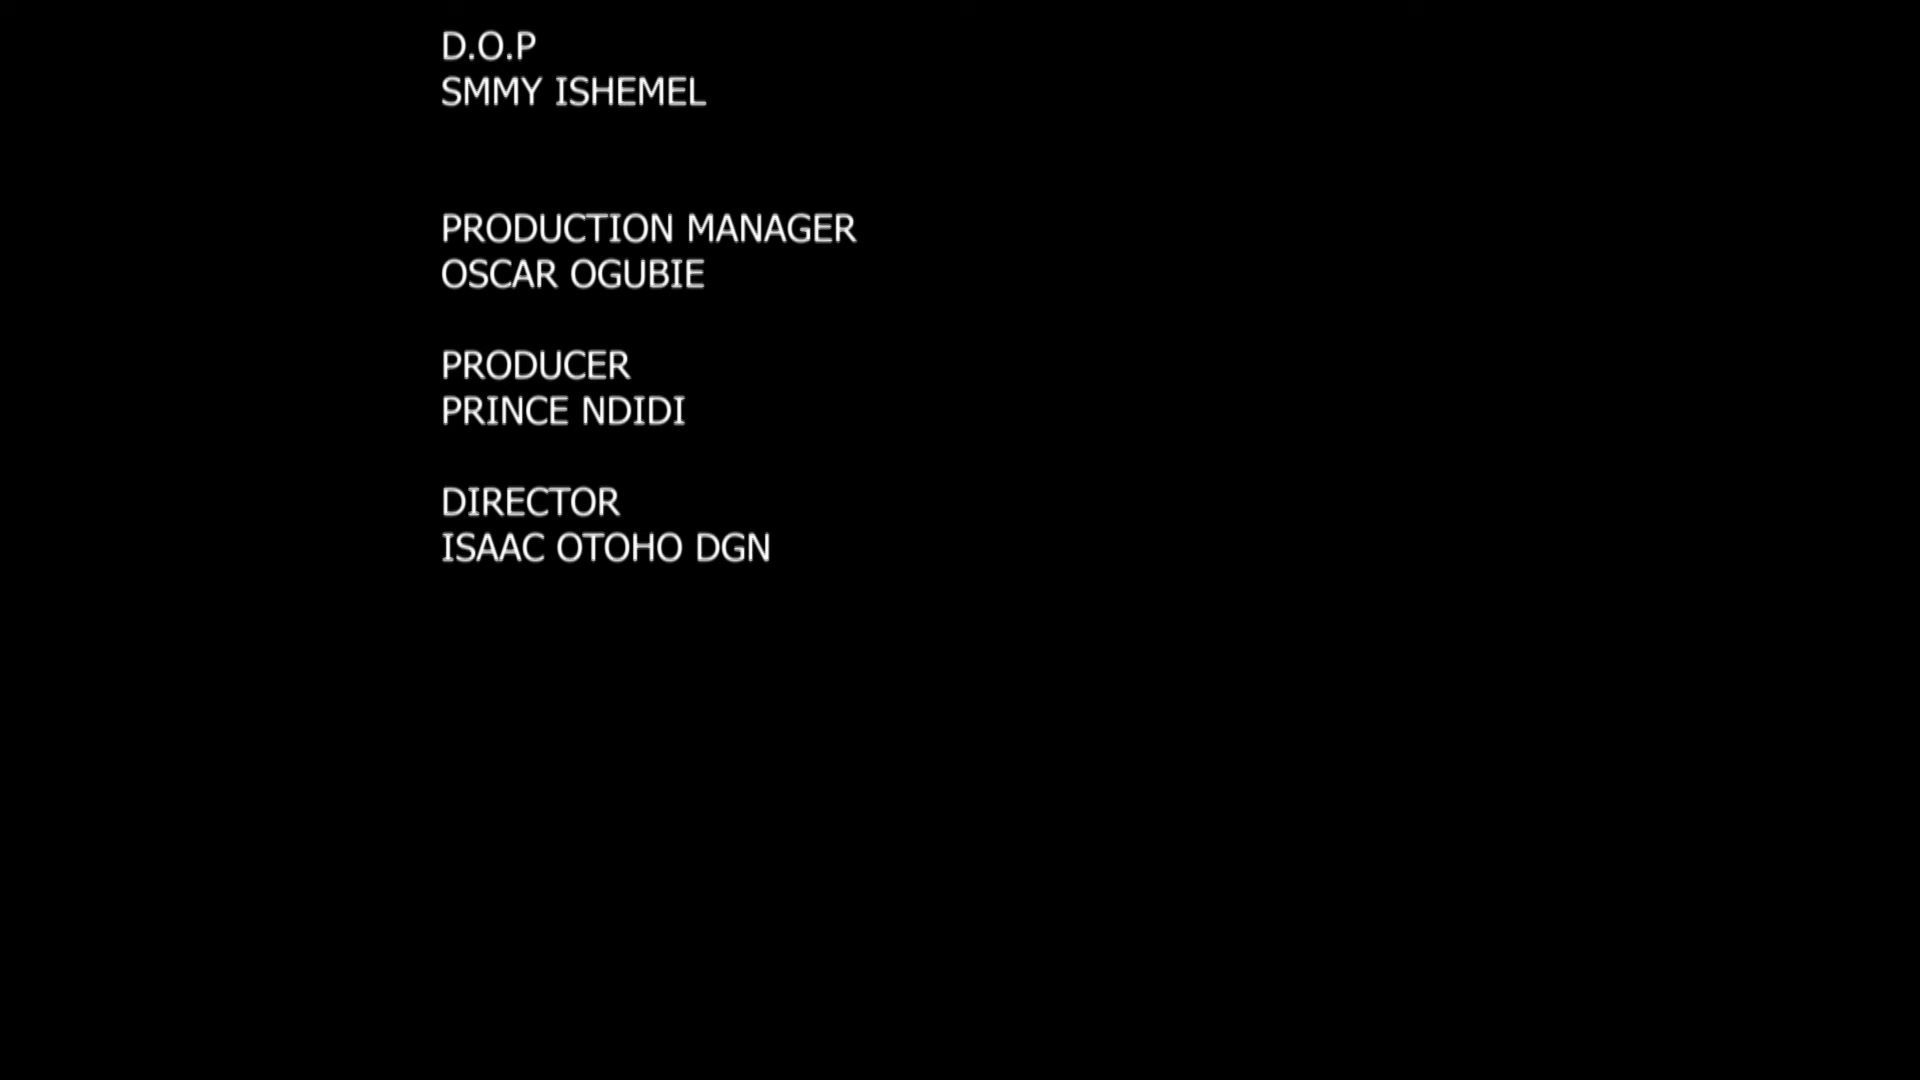 D.O.P
SMMY ISHEMEL
PRODUCTION MANAGER
OSCAR OGUBIE
PRODUCER
PRINCE NDIDI
DIRECTOR
ISAAC OTOHO DGN